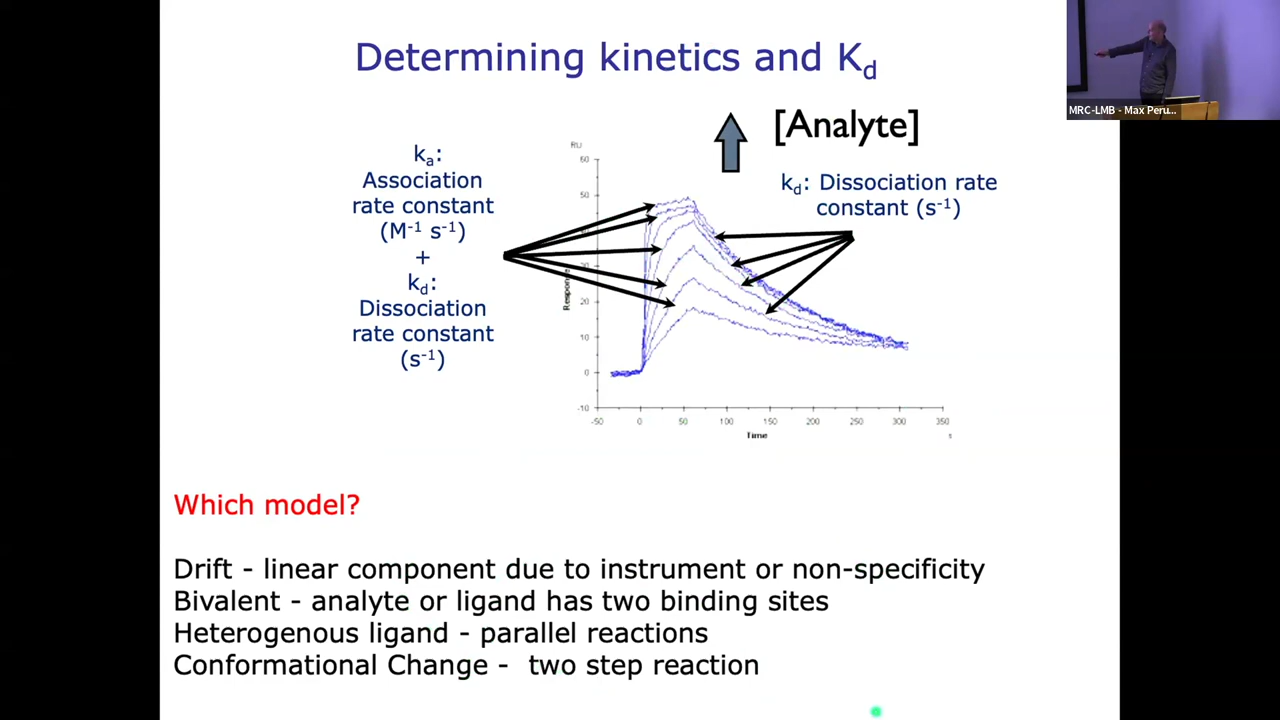 Determining kinetics and Kd
MRC-LMB - Max Peru...
[Analyte]
ka:
Association
rate constant
(M-1 s-1)
+
kd:
Dissociation
rate constant
(s-1)
kd: Dissociation rate
constant (s-1)
RU
60
50
20
10
0
-10
Response
-50 0 50 100 150 200 250 300 350
Time
s
Which model?
Drift - linear component due to instrument or non-specificity
Bivalent - analyte or ligand has two binding sites
Heterogenous ligand - parallel reactions
Conformational Change - two step reaction